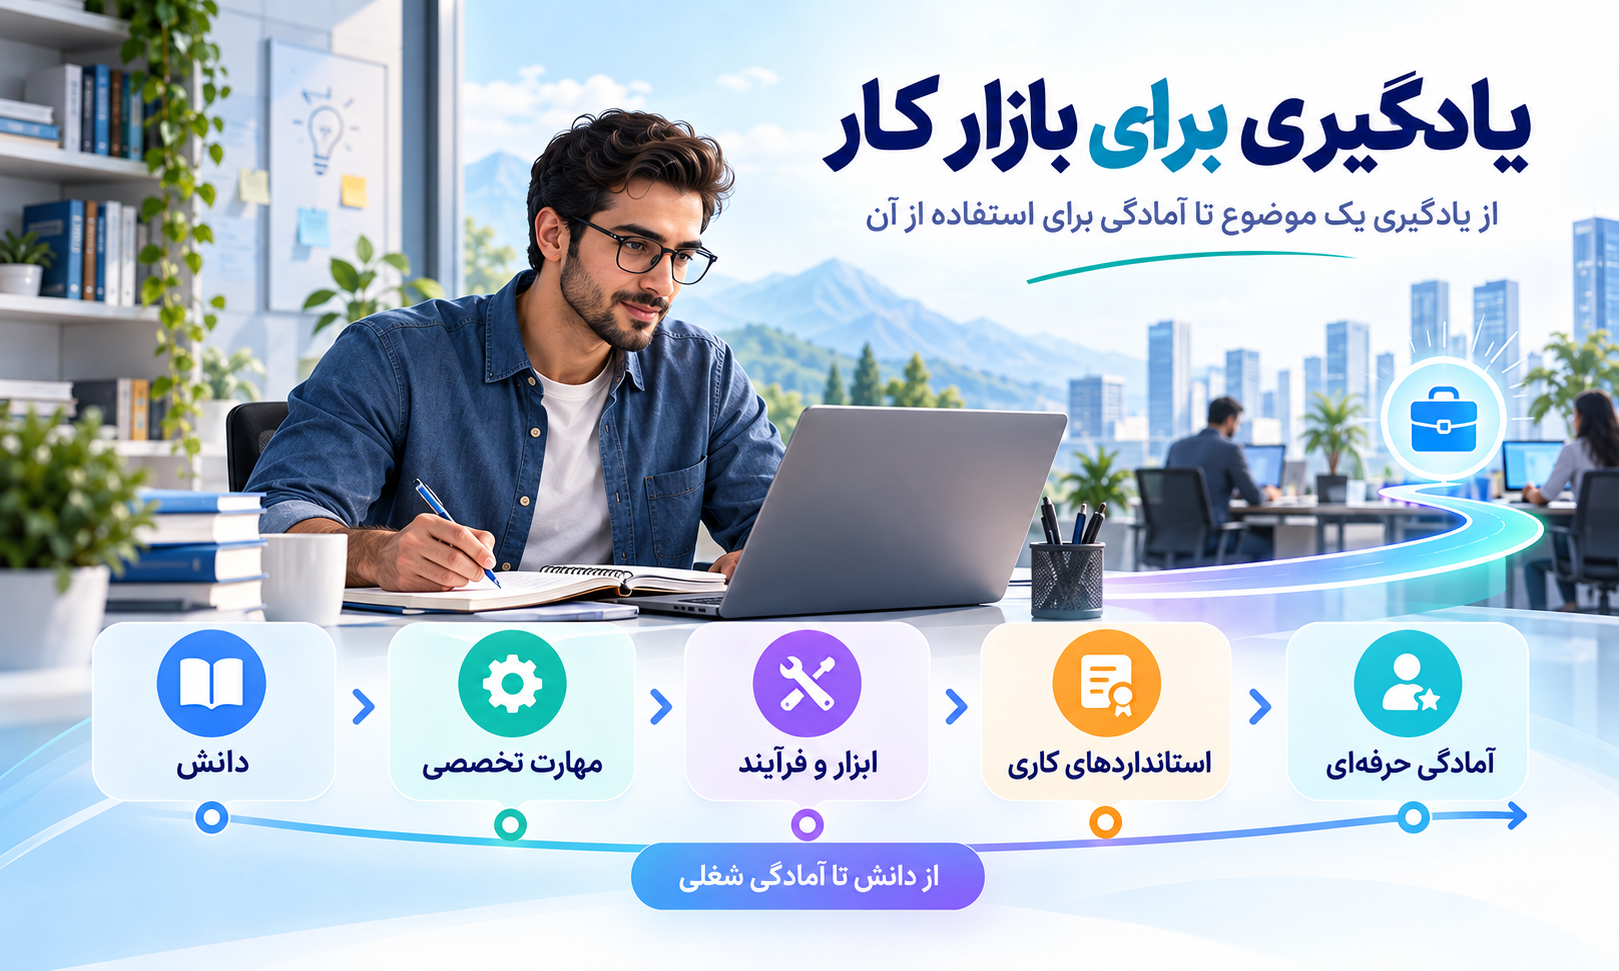 یادگیری برای بازار کار
از یادگیری یک موضوع تا آمادگی برای استفاده از آن
دانش
مهارت تخصصی
ابزار و فرآیند
استانداردهای کاری
آمادگی حرفه‌ای
از دانش تا آمادگی شغلی